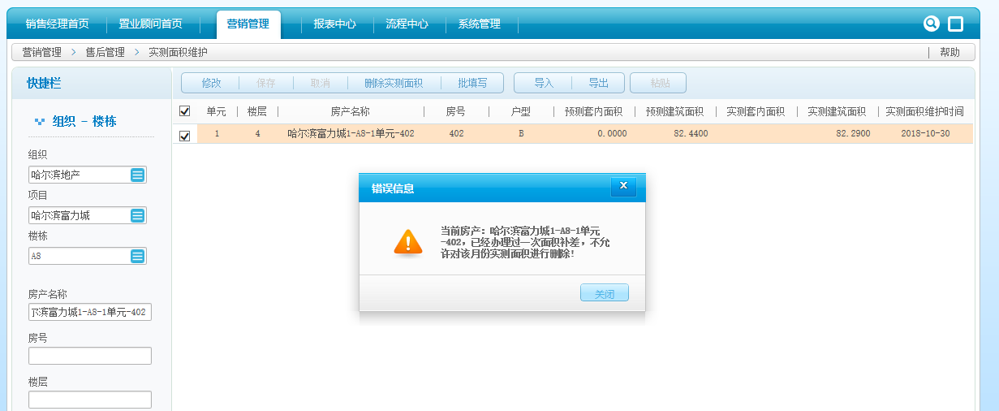 销售经理首页 置业顾问首页 营销管理 报表中心 流程中心 系统管理
营销管理 > 售后管理 > 实测面积维护 帮助
快捷栏 修改 保存 取消 删除实测面积 批填写 导入 导出 粘贴
单元 楼层 房产名称 房号 户型 预测套内面积 预测建筑面积 实测套内面积 实测建筑面积 实测面积维护时间
1 4 哈尔滨富力城1-A8-1单元-402 402 B 0.0000 82.4400 82.2900 2018-10-30
组织 - 楼栋
组织
哈尔滨地产
项目
哈尔滨富力城
楼栋
A8
房产名称
尔滨富力城1-A8-1单元-402
房号
楼层
错误信息 X
当前房产：哈尔滨富力城1-A8-1单元
-402，已经办理过一次面积补差，不允
许对该月份实测面积进行删除!
关闭